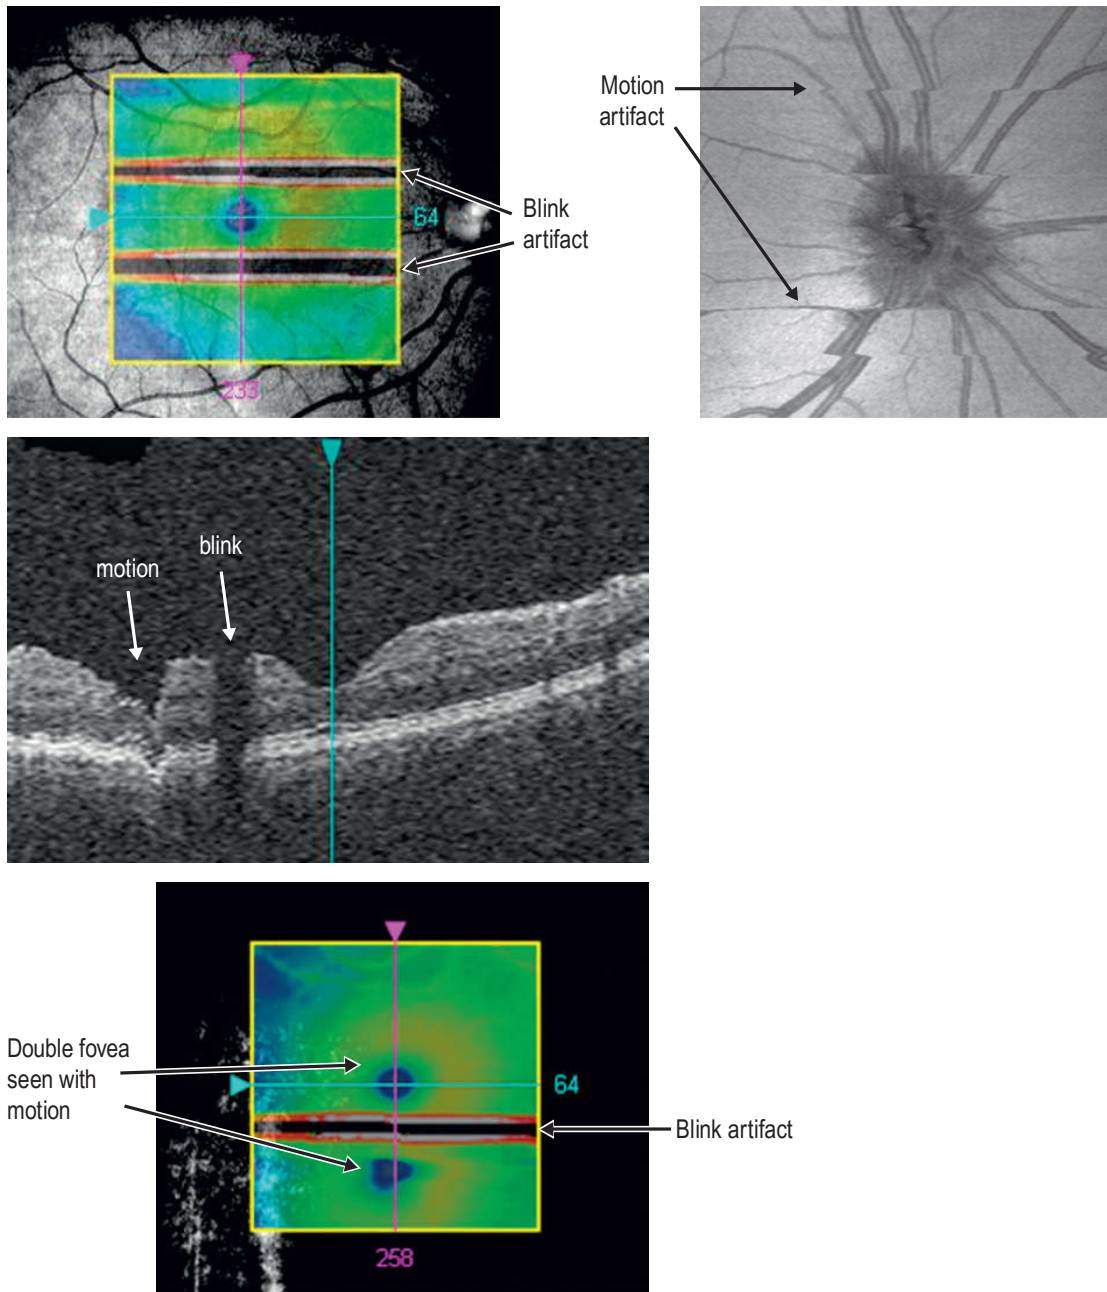 64
233
Blink
artifact
Motion
artifact
motion
blink
Double fovea
seen with
motion
64
258
Blink artifact